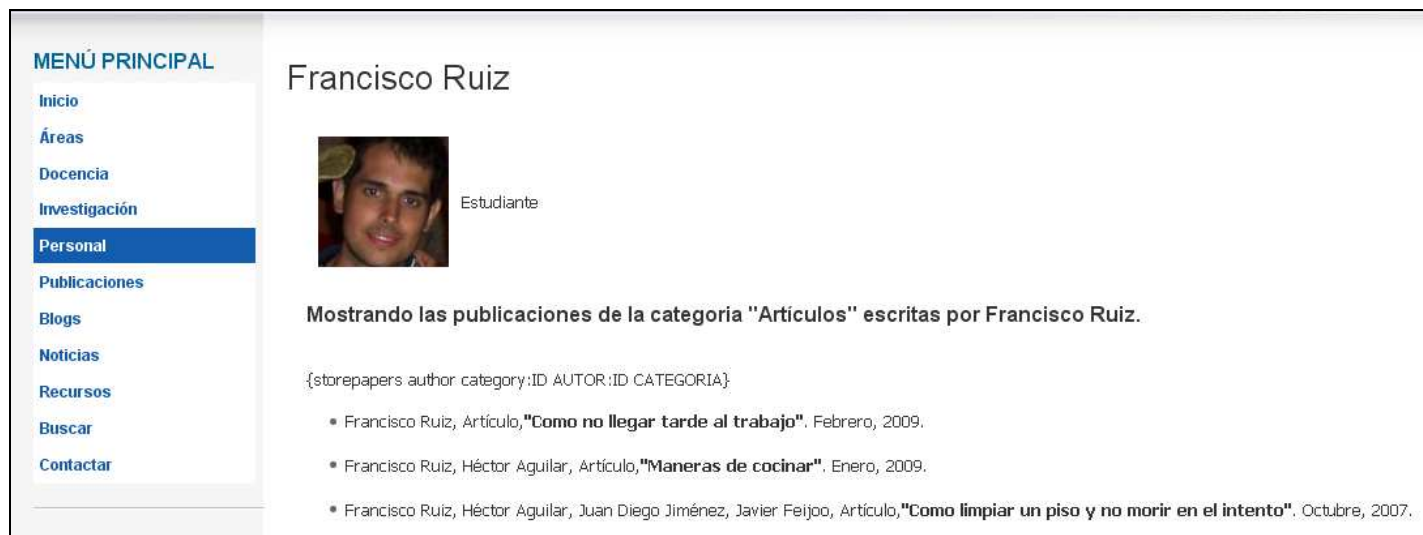 MENÚ PRINCIPAL
Inicio
Áreas
Docencia
Investigación
Personal
Publicaciones
Blogs
Noticias
Recursos
Buscar
Contactar
Francisco Ruiz
Estudiante
Mostrando las publicaciones de la categoria "Artículos" escritas por Francisco Ruiz.
{storepapers author category:ID AUTOR:ID CATEGORIA}
• Francisco Ruiz, Artículo,"Como no llegar tarde al trabajo". Febrero, 2009.
• Francisco Ruiz, Héctor Aguilar, Artículo,"Maneras de cocinar". Enero, 2009.
• Francisco Ruiz, Héctor Aguilar, Juan Diego Jiménez, Javier Feijoo, Artículo,"Como limpiar un piso y no morir en el intento". Octubre, 2007.